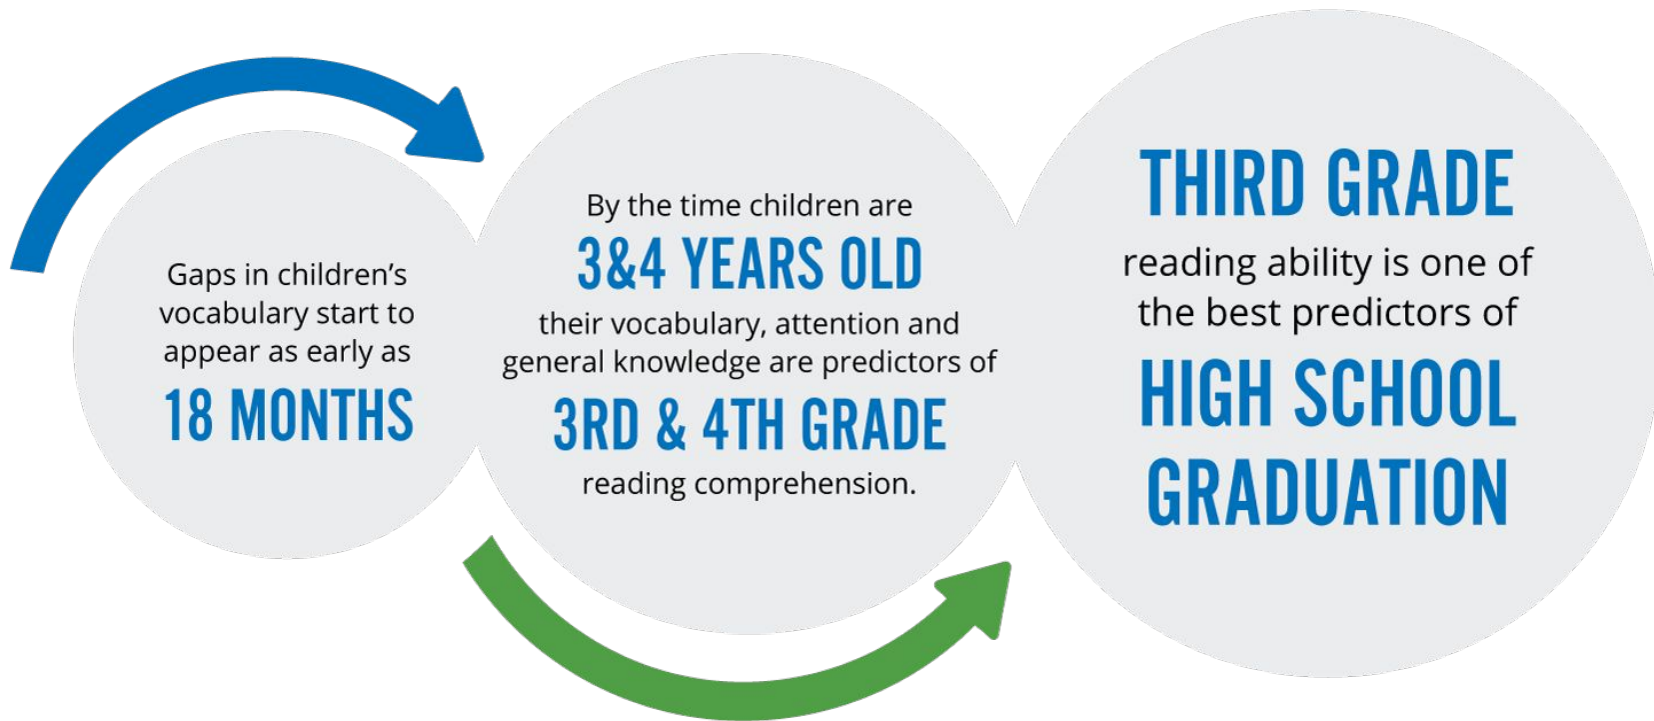 Gaps in children’s
vocabulary start to
appear as early as
18 MONTHS
By the time children are
3&4 YEARS OLD
their vocabulary, attention and
general knowledge are predictors of
3RD & 4TH GRADE
reading comprehension.
THIRD GRADE
reading ability is one of
the best predictors of
HIGH SCHOOL
GRADUATION